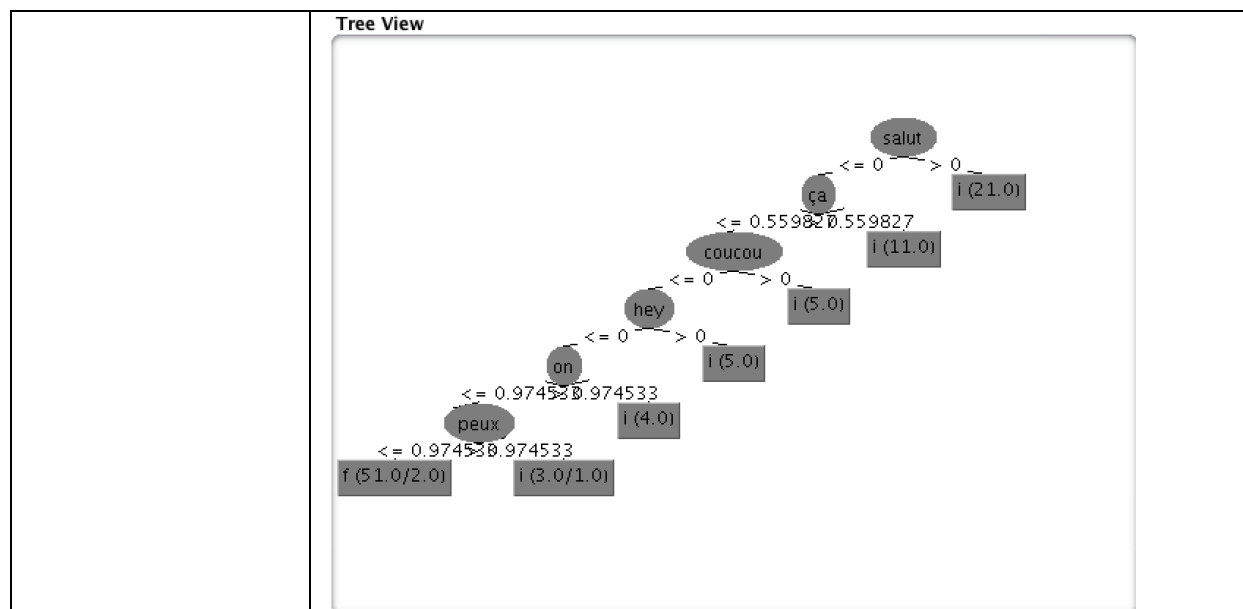 Tree View
salut
<= 0 > 0
ça i (21.0)
<= 0.559827 > 0.559827
coucou i (11.0)
<= 0 > 0
hey i (5.0)
<= 0 > 0
on i (5.0)
<= 0.974533 > 0.974533
peux i (4.0)
<= 0.974533 > 0.974533
f (51.0/2.0) i (3.0/1.0)